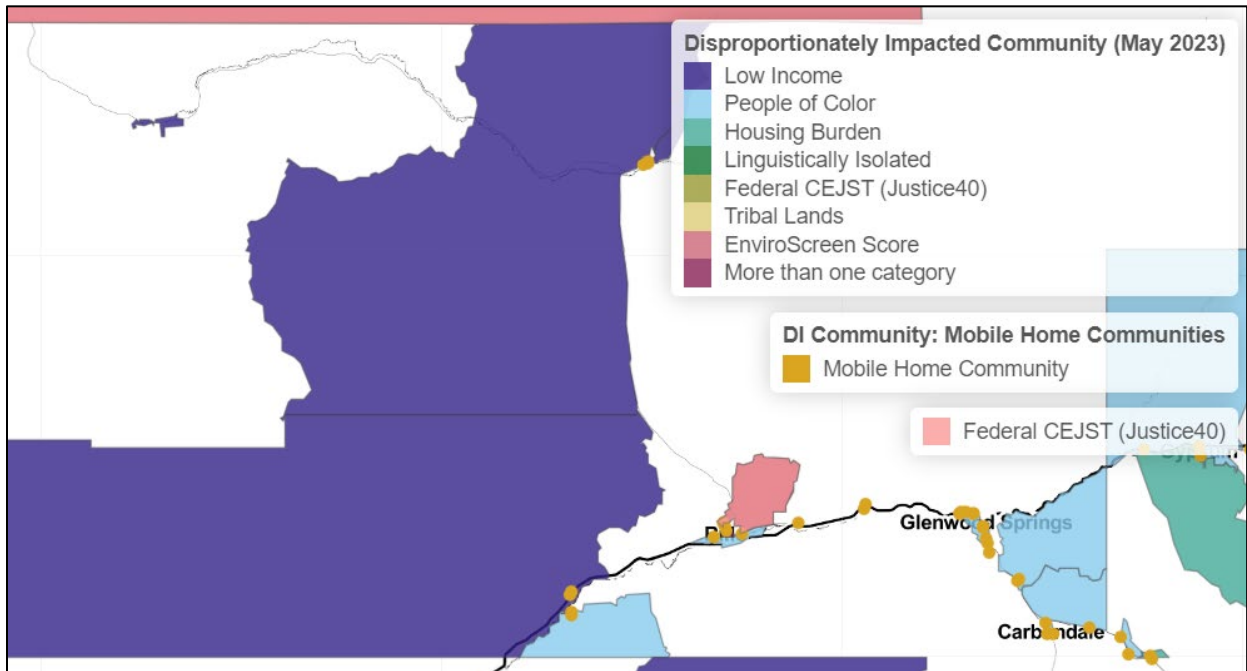 Disproportionately Impacted Community (May 2023)
Low Income
People of Color
Housing Burden
Linguistically Isolated
Federal CEJST (Justice40)
Tribal Lands
EnviroScreen Score
More than one category
DI Community: Mobile Home Communities
Mobile Home Community
Federal CEJST (Justice40)
Glenwood Springs
Carbondale